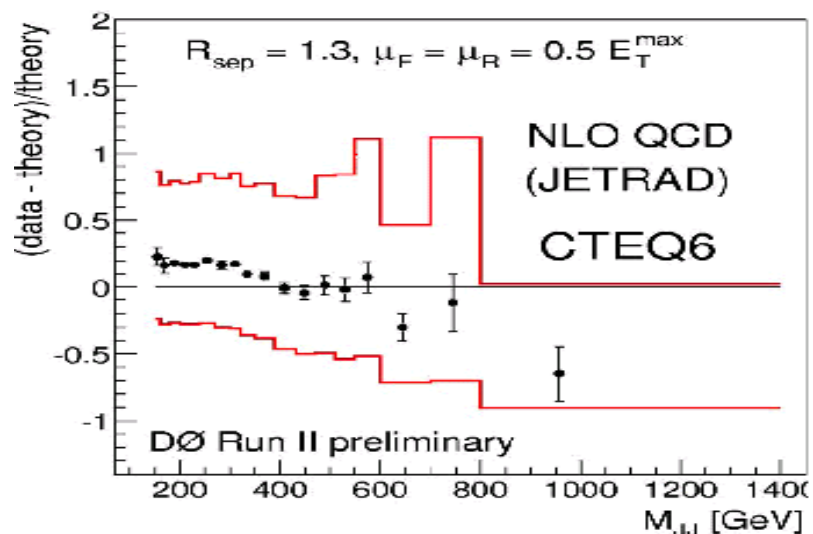 (data - theory)/theory
2
1.5
1
0.5
0
-0.5
-1
R_sep = 1.3, μ_F = μ_R = 0.5 E_T^max
NLO QCD
(JETRAD)
CTEQ6
DØ Run II preliminary
200 400 600 800 1000 1200 1400
M_JJ [GeV]